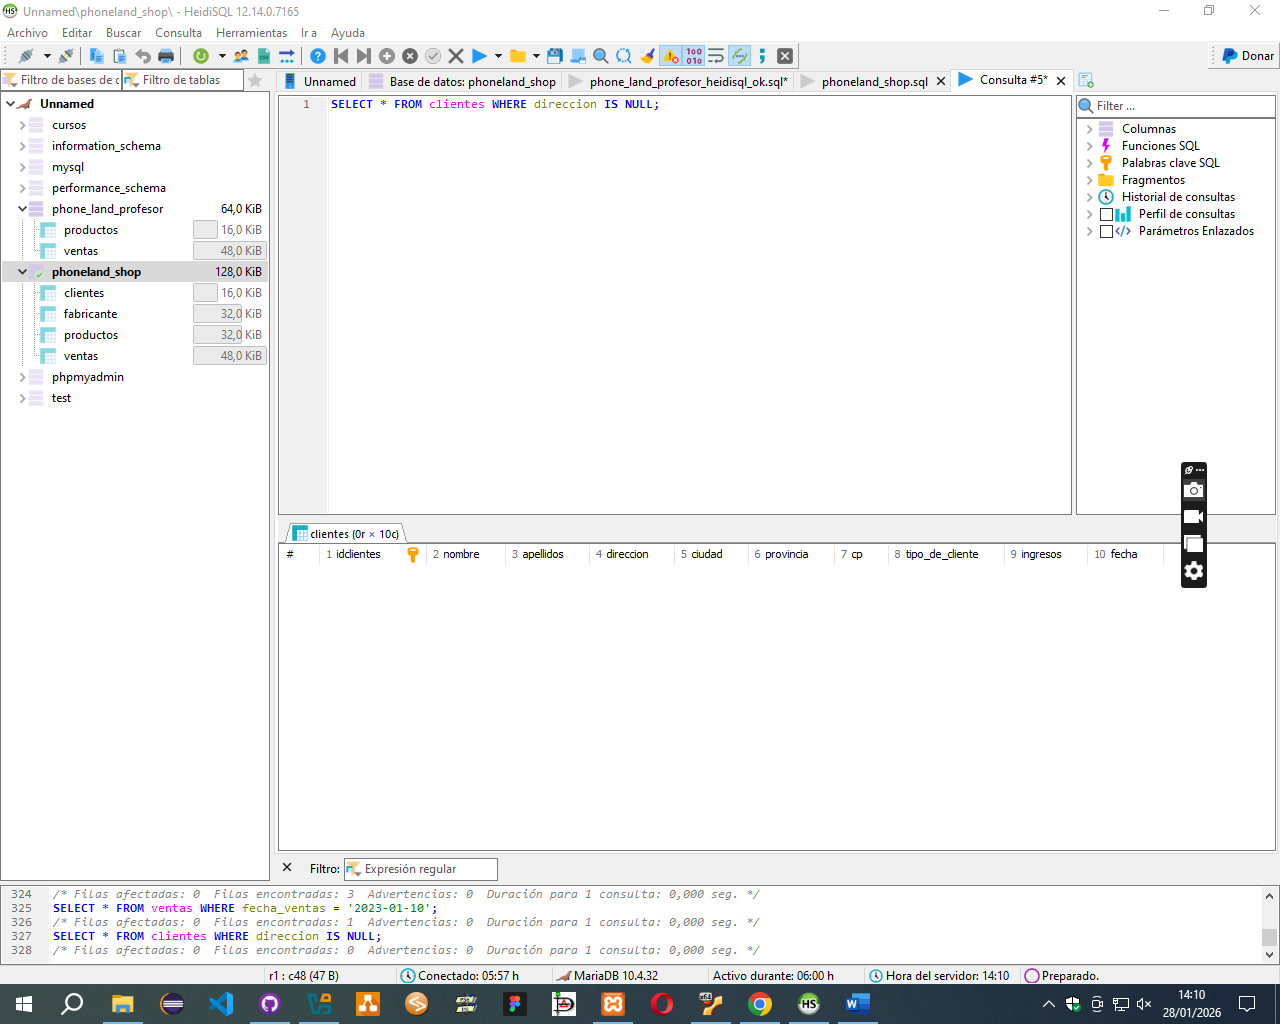 Unnamed\phoneland_shop\ - HeidiSQL 12.14.0.7165
Archivo Editar Buscar Consulta Herramientas Ir a Ayuda
Donar
Filtro de bases de d Filtro de tablas
Unnamed Base de datos: phoneland_shop phone_land_profesor_heidisql_ok.sql* phoneland_shop.sql Consulta #5*
Unnamed
cursos
information_schema
mysql
performance_schema
phone_land_profesor 64,0 KiB
productos 16,0 KiB
ventas 48,0 KiB
phoneland_shop 128,0 KiB
clientes 16,0 KiB
fabricante 32,0 KiB
productos 32,0 KiB
ventas 48,0 KiB
phpmyadmin
test
1 SELECT * FROM clientes WHERE direccion IS NULL;
Filter ...
Columnas
Funciones SQL
Palabras clave SQL
Fragmentos
Historial de consultas
Perfil de consultas
Parámetros Enlazados
clientes (0r × 10c)
# 1 idclientes 2 nombre 3 apellidos 4 direccion 5 ciudad 6 provincia 7 cp 8 tipo_de_cliente 9 ingresos 10 fecha
Filtro: Expresión regular
324 /* Filas afectadas: 0 Filas encontradas: 3 Advertencias: 0 Duración para 1 consulta: 0,000 seg. */
325 SELECT * FROM ventas WHERE fecha_ventas = '2023-01-10';
326 /* Filas afectadas: 0 Filas encontradas: 1 Advertencias: 0 Duración para 1 consulta: 0,000 seg. */
327 SELECT * FROM clientes WHERE direccion IS NULL;
328 /* Filas afectadas: 0 Filas encontradas: 0 Advertencias: 0 Duración para 1 consulta: 0,000 seg. */
r1 : c48 (47 B) Conectado: 05:57 h MariaDB 10.4.32 Activo durante: 06:00 h Hora del servidor: 14:10 Preparado.
14:10
28/01/2026